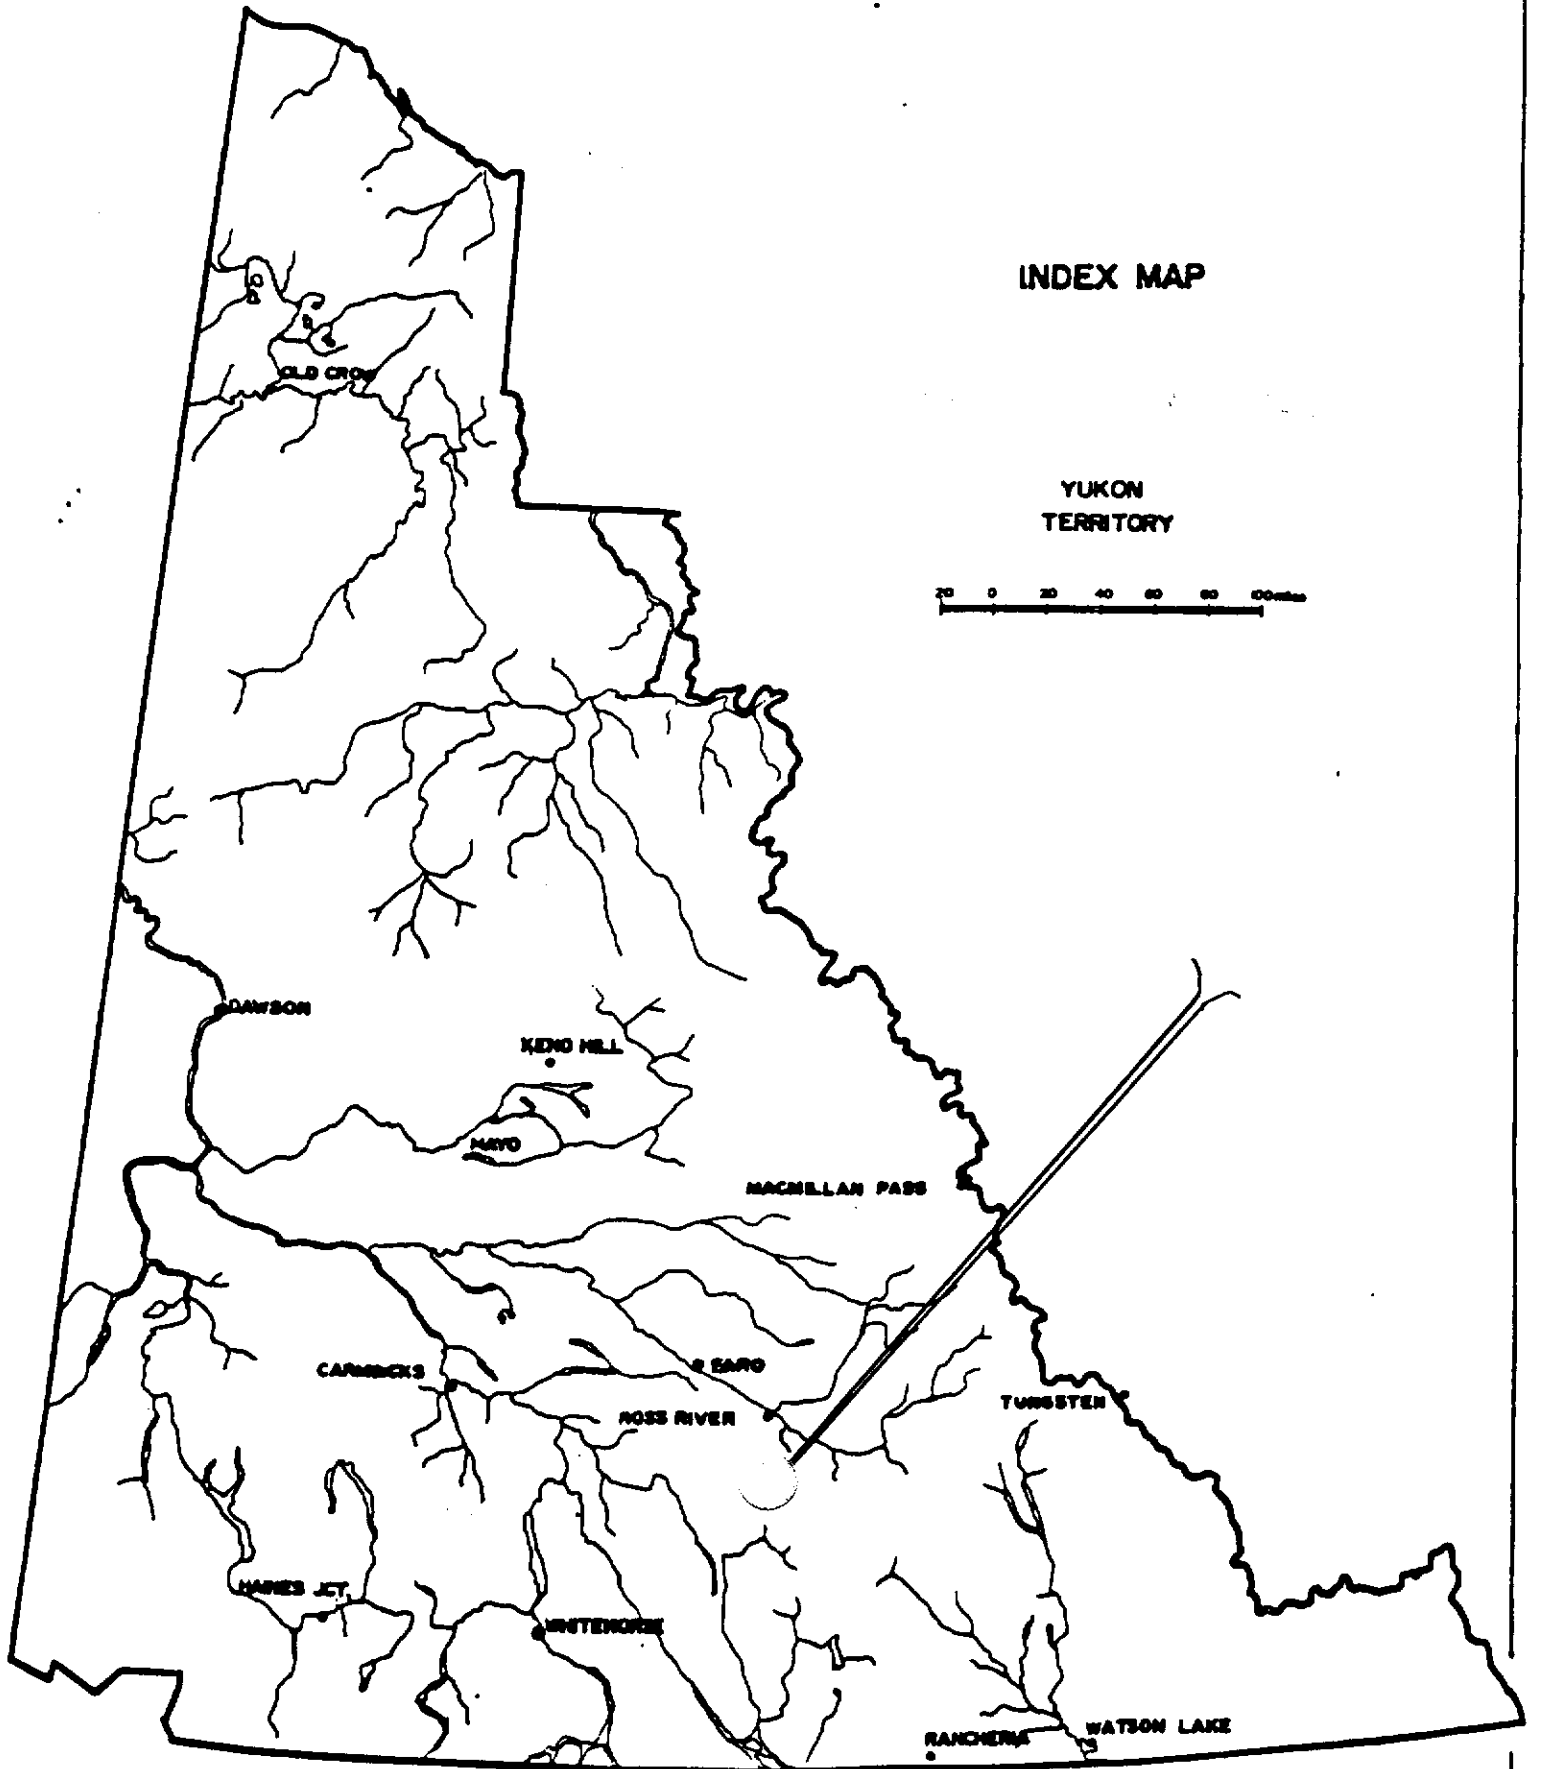 INDEX MAP
YUKON
TERRITORY
20 0 20 40 60 80 100 miles
OLD CROW
DAWSON
KENO HILL
MAYO
MACMILLAN PASS
CARMACKS
FARO
ROSS RIVER
TUNGSTEN
HAINES JCT.
WHITEHORSE
RANCHERIA
WATSON LAKE